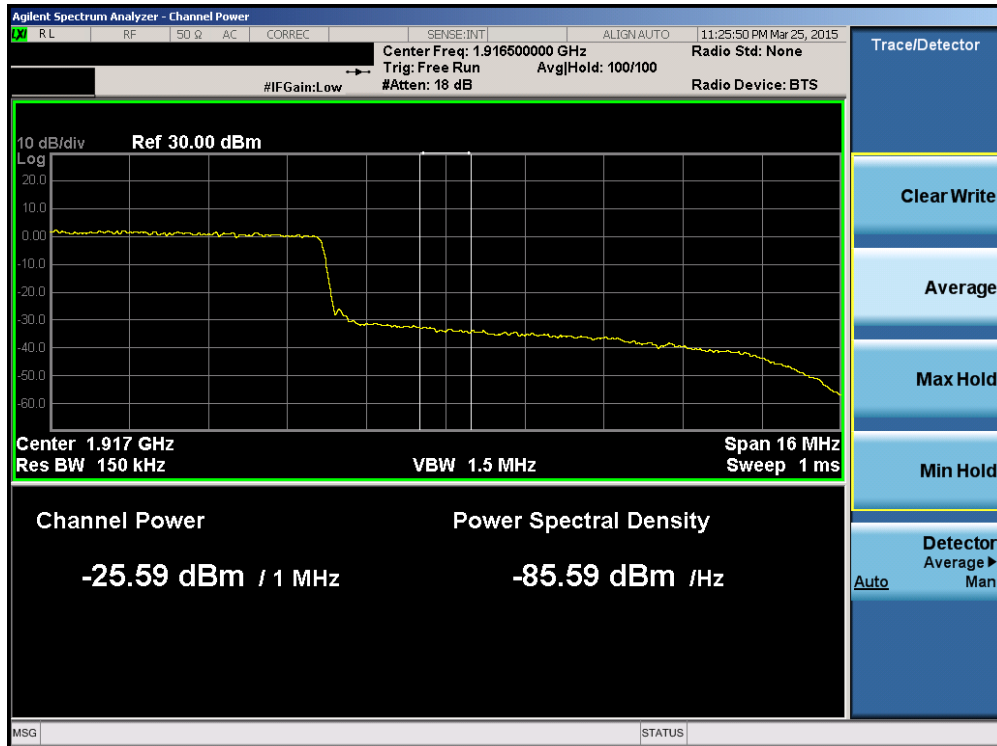 Agilent Spectrum Analyzer - Channel Power
LXI RL RF 50 Ω AC CORREC SENSE:INT ALIGN AUTO 11:25:50 PM Mar 25, 2015
Center Freq: 1.916500000 GHz Radio Std: None
Trig: Free Run Avg|Hold: 100/100
#IFGain:Low #Atten: 18 dB Radio Device: BTS
Trace/Detector
10 dB/div Ref 30.00 dBm
Log
20.0
10.0
0.00
-10.0
-20.0
-30.0
-40.0
-50.0
-60.0
Center 1.917 GHz Span 16 MHz
Res BW 150 kHz VBW 1.5 MHz Sweep 1 ms
Channel Power Power Spectral Density
-25.59 dBm / 1 MHz -85.59 dBm /Hz
Clear Write
Average
Max Hold
Min Hold
Detector
Average
Auto Man
MSG STATUS